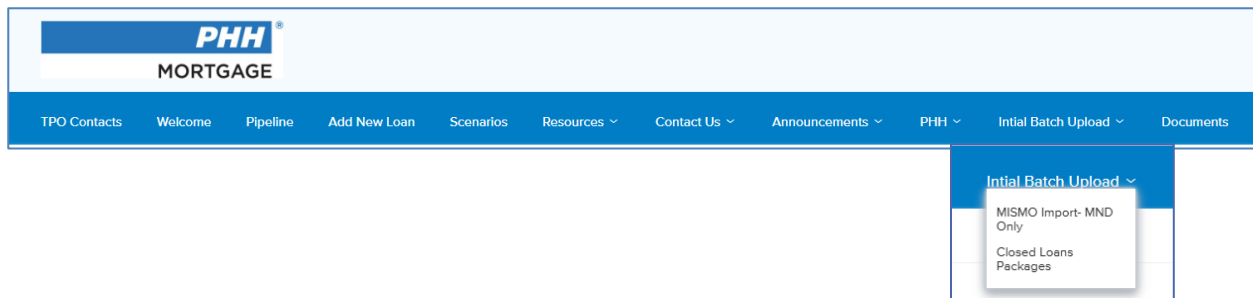 PHH®
MORTGAGE
TPO Contacts Welcome Pipeline Add New Loan Scenarios Resources Contact Us Announcements PHH Intial Batch Upload Documents
Intial Batch Upload
MISMO Import- MND
Only
Closed Loans
Packages